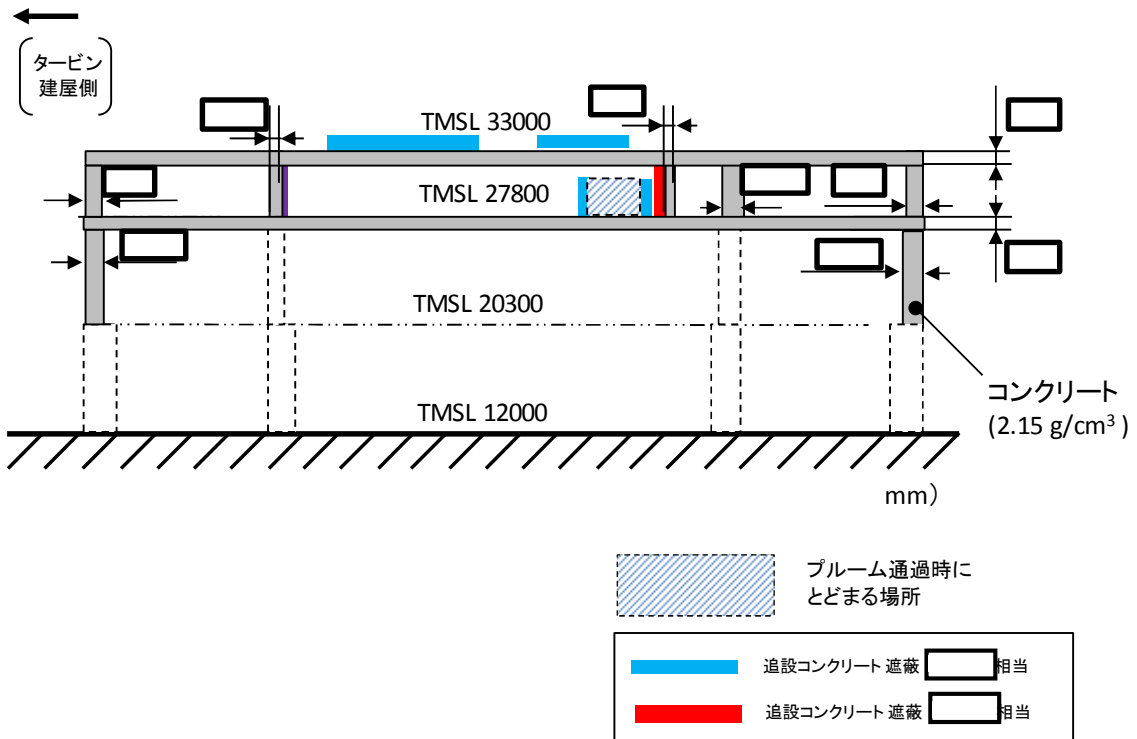 タービン
建屋側
TMSL 33000
TMSL 27800
TMSL 20300
TMSL 12000
コンクリート
(2.15 g/cm³ )
mm）
プルーム通過時に
とどまる場所
追設コンクリート 遮蔽 相当
追設コンクリート 遮蔽 相当